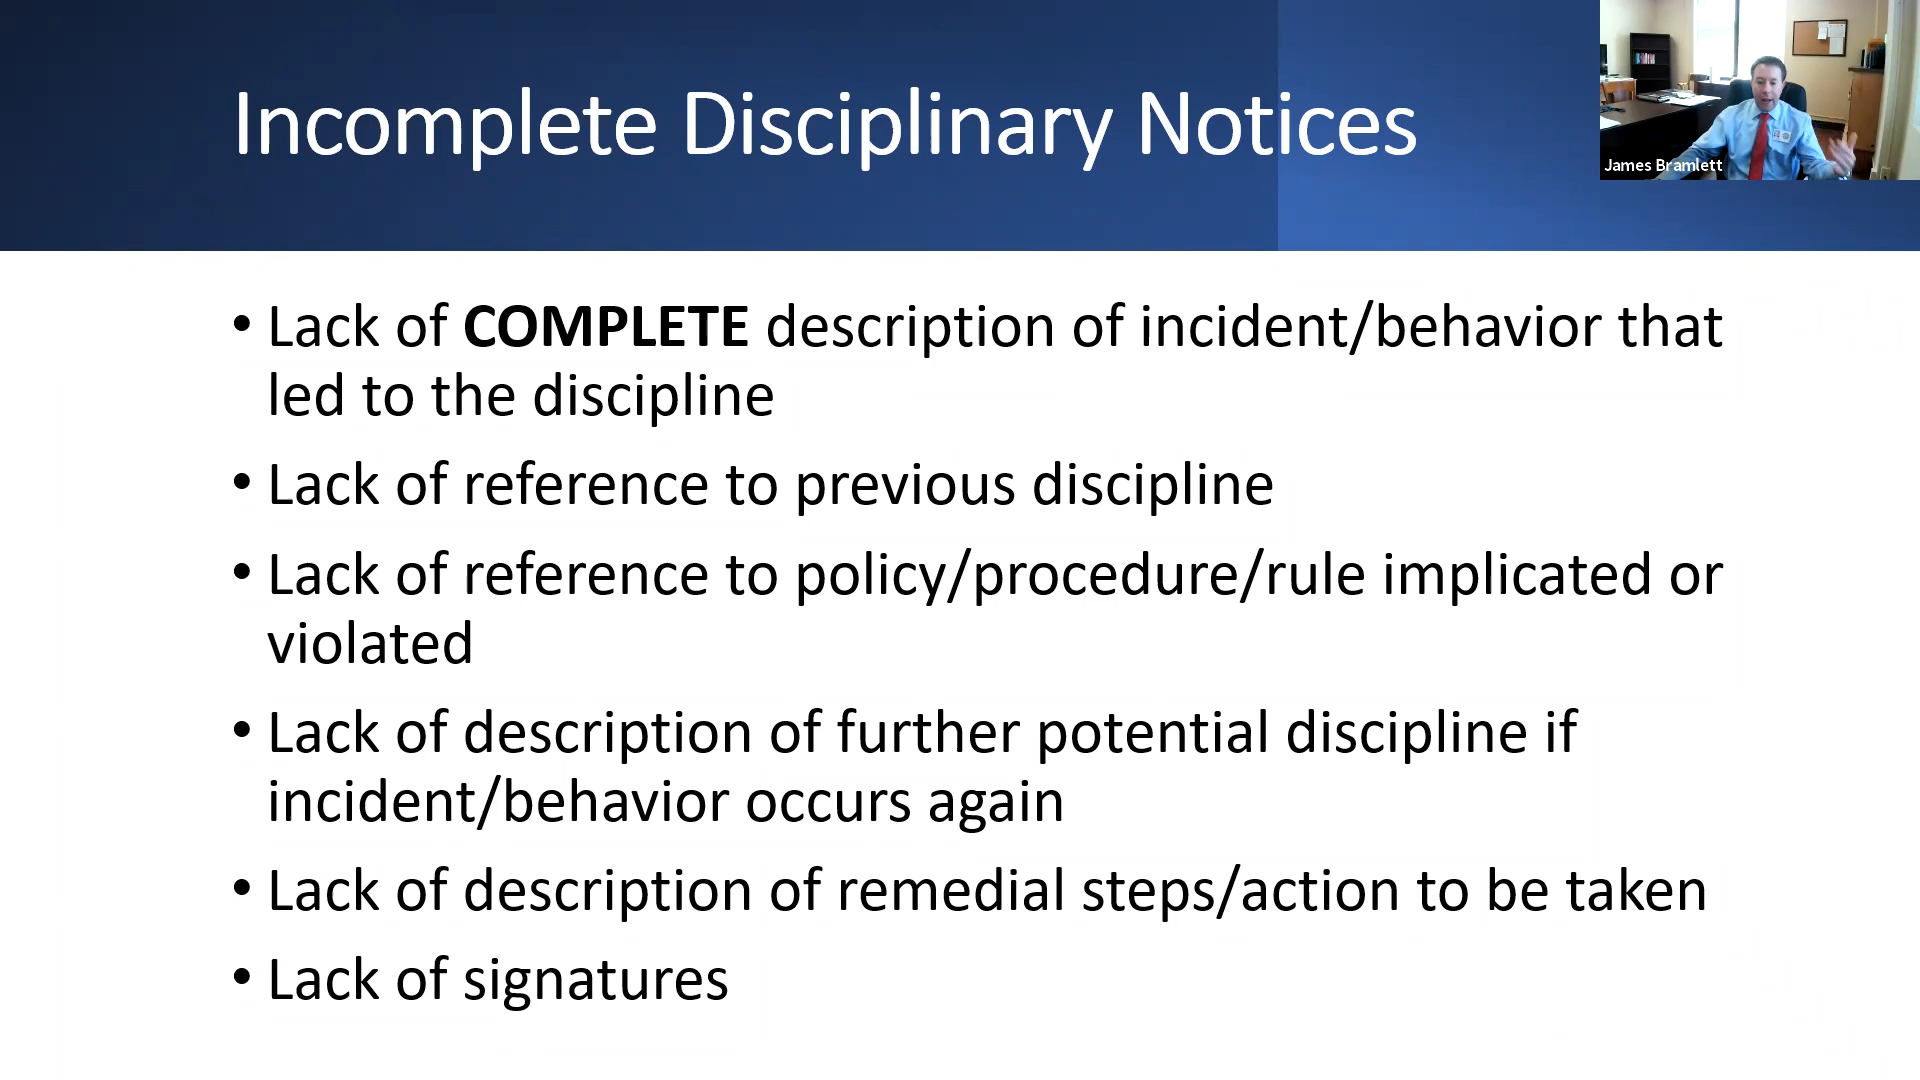 Incomplete Disciplinary Notices
James Bramlett
• Lack of COMPLETE description of incident/behavior that
led to the discipline
• Lack of reference to previous discipline
• Lack of reference to policy/procedure/rule implicated or
violated
• Lack of description of further potential discipline if
incident/behavior occurs again
• Lack of description of remedial steps/action to be taken
• Lack of signatures